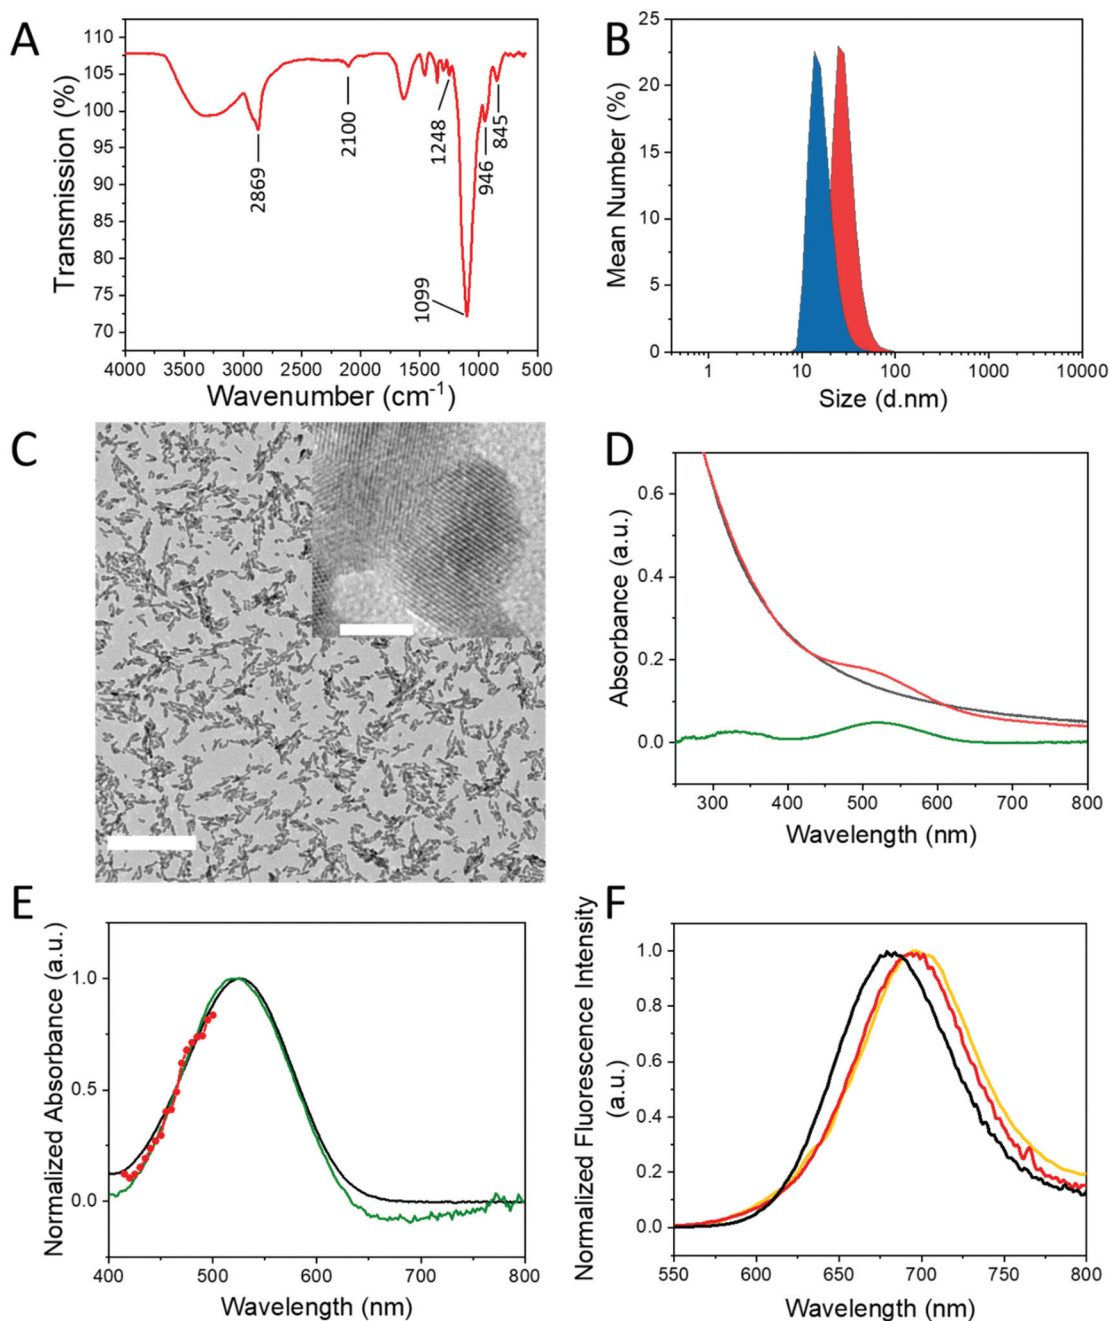 A
Transmission (%)
110
105
100
95
90
85
80
75
70
2869
2100
1248
1099
946
845
4000 3500 3000 2500 2000 1500 1000 500
Wavenumber (cm⁻¹)
B
Mean Number (%)
25
20
15
10
5
0
1 10 100 1000 10000
Size (d.nm)
C
D
Absorbance (a.u.)
0.6
0.4
0.2
0.0
300 400 500 600 700 800
Wavelength (nm)
E
Normalized Absorbance (a.u.)
1.0
0.5
0.0
400 500 600 700 800
Wavelength (nm)
F
Normalized Fluorescence Intensity
(a.u.)
1.0
0.8
0.6
0.4
0.2
0.0
550 600 650 700 750 800
Wavelength (nm)